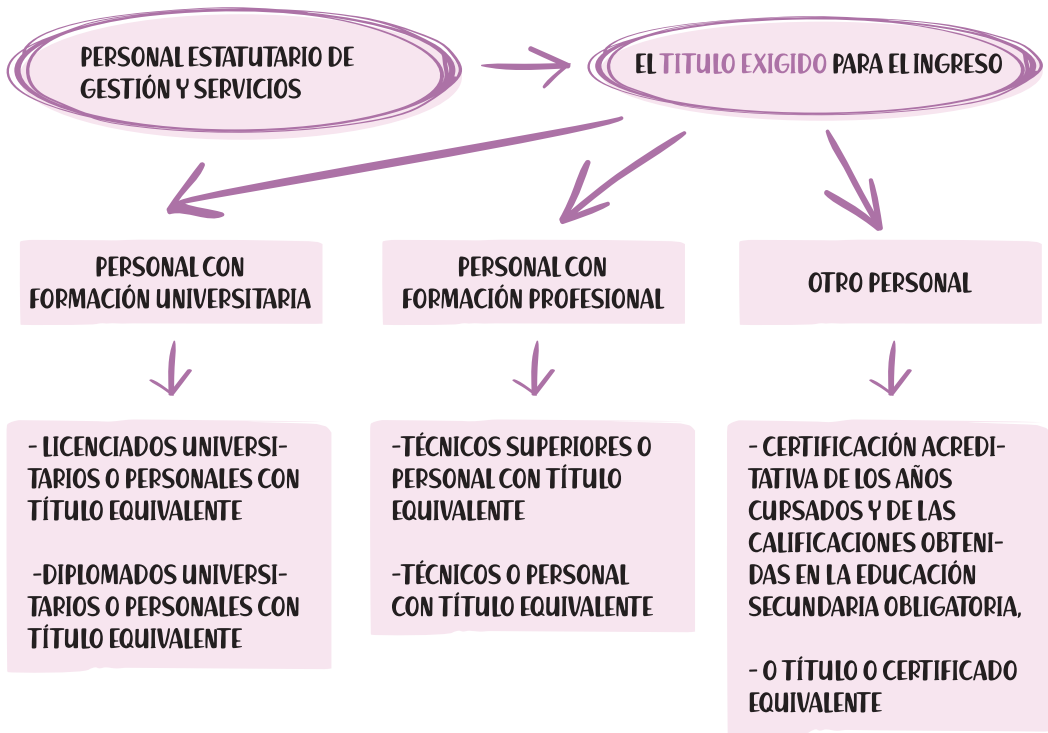 PERSONAL ESTATUTARIO DE
GESTIÓN Y SERVICIOS
EL TITULO EXIGIDO PARA EL INGRESO
PERSONAL CON
FORMACIÓN UNIVERSITARIA
PERSONAL CON
FORMACIÓN PROFESIONAL
OTRO PERSONAL
- LICENCIADOS UNIVERSI-
TARIOS O PERSONALES CON
TÍTULO EQUIVALENTE
-DIPLOMADOS UNIVERSI-
TARIOS O PERSONALES CON
TÍTULO EQUIVALENTE
-TÉCNICOS SUPERIORES O
PERSONAL CON TÍTULO
EQUIVALENTE
-TÉCNICOS O PERSONAL
CON TÍTULO EQUIVALENTE
- CERTIFICACIÓN ACREDI-
TATIVA DE LOS AÑOS
CURSADOS Y DE LAS
CALIFICACIONES OBTENI-
DAS EN LA EDUCACIÓN
SECUNDARIA OBLIGATORIA,
- O TÍTULO O CERTIFICADO
EQUIVALENTE